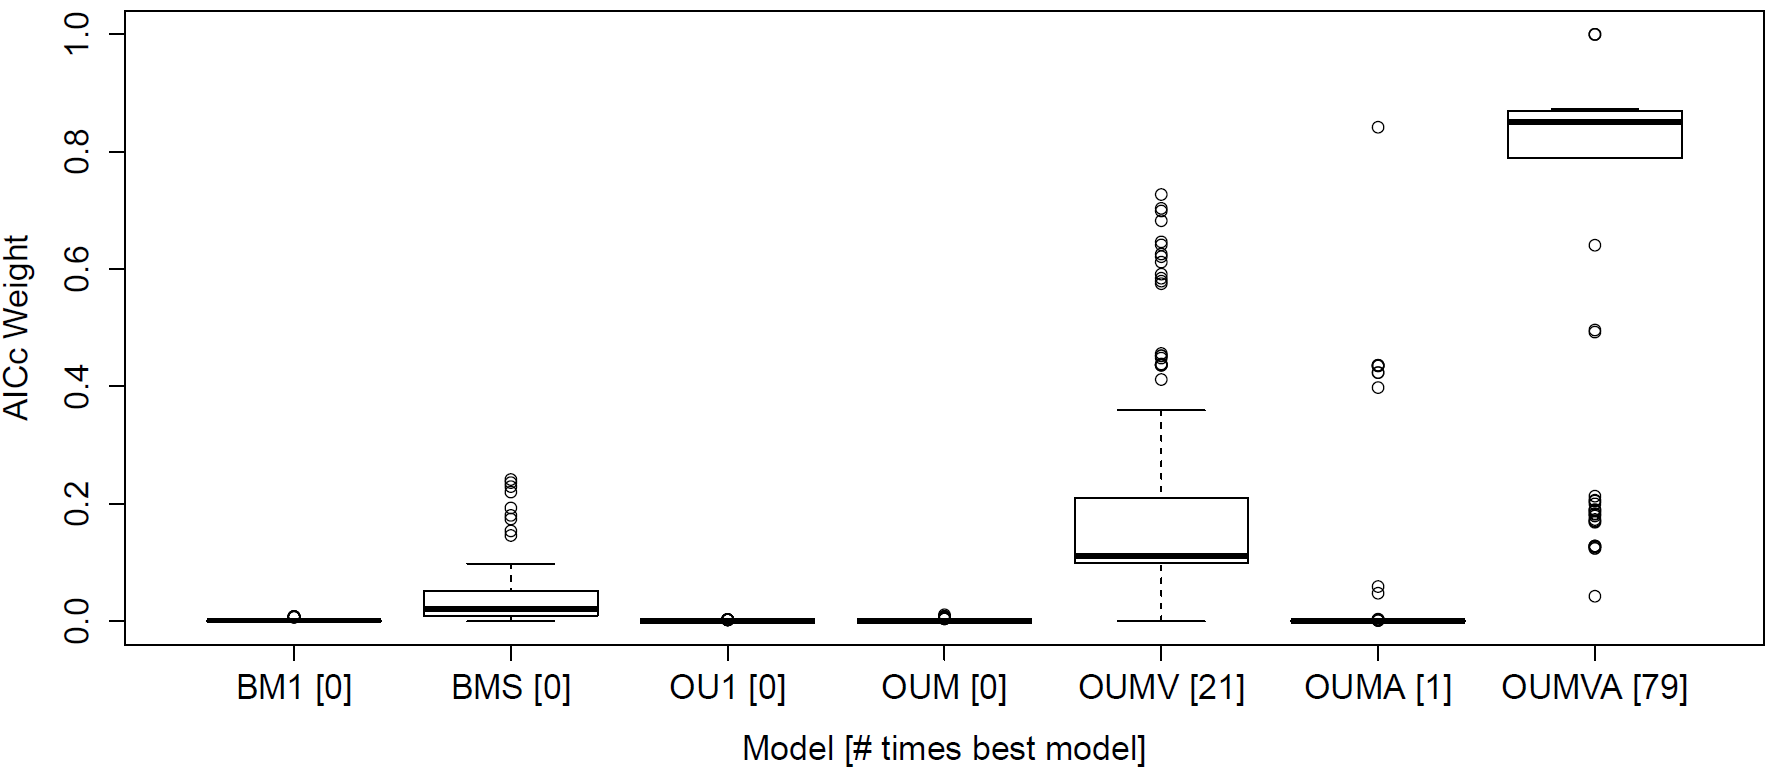 AICc Weight
1.0
0.8
0.6
0.4
0.2
0.0
BM1 [0] BMS [0] OU1 [0] OUM [0] OUMV [21] OUMA [1] OUMVA [79]
Model [# times best model]